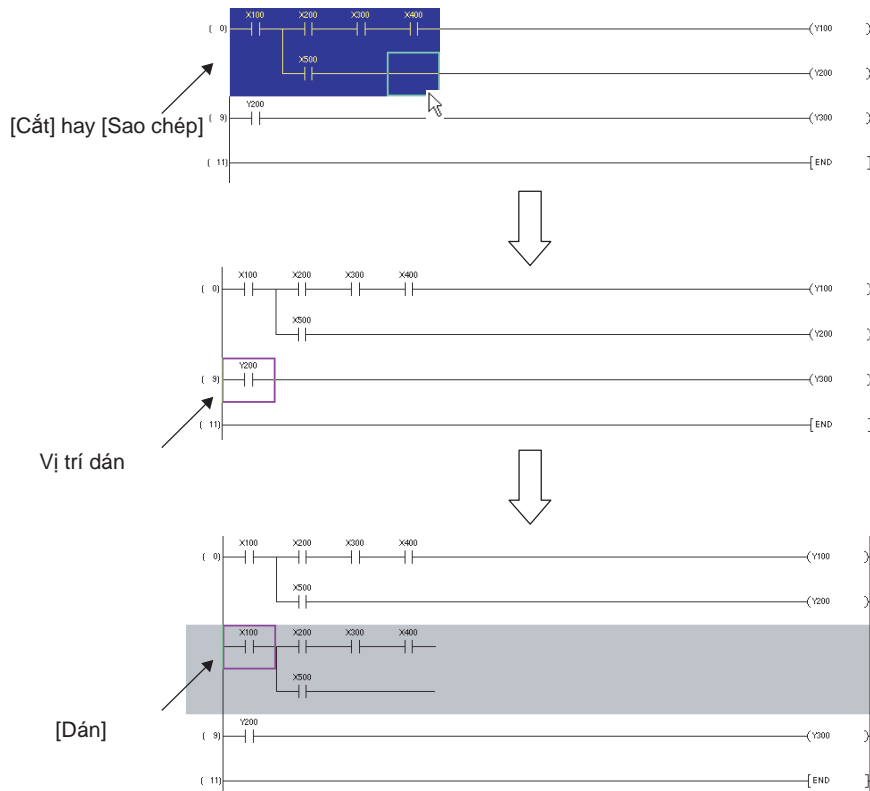 X100 X200 X300 X400
( 0) (Y100 )
X500
(Y200 )
[Cắt] hay [Sao chép]
Y200
( 9) (Y300 )
( 11) [END ]
X100 X200 X300 X400
( 0) (Y100 )
X500
(Y200 )
Y200
( 9) (Y300 )
( 11) [END ]
Vị trí dán
X100 X200 X300 X400
( 0) (Y100 )
X500
(Y200 )
X100 X200 X300 X400
X500
[Dán]
Y200
( 9) (Y300 )
( 11) [END ]